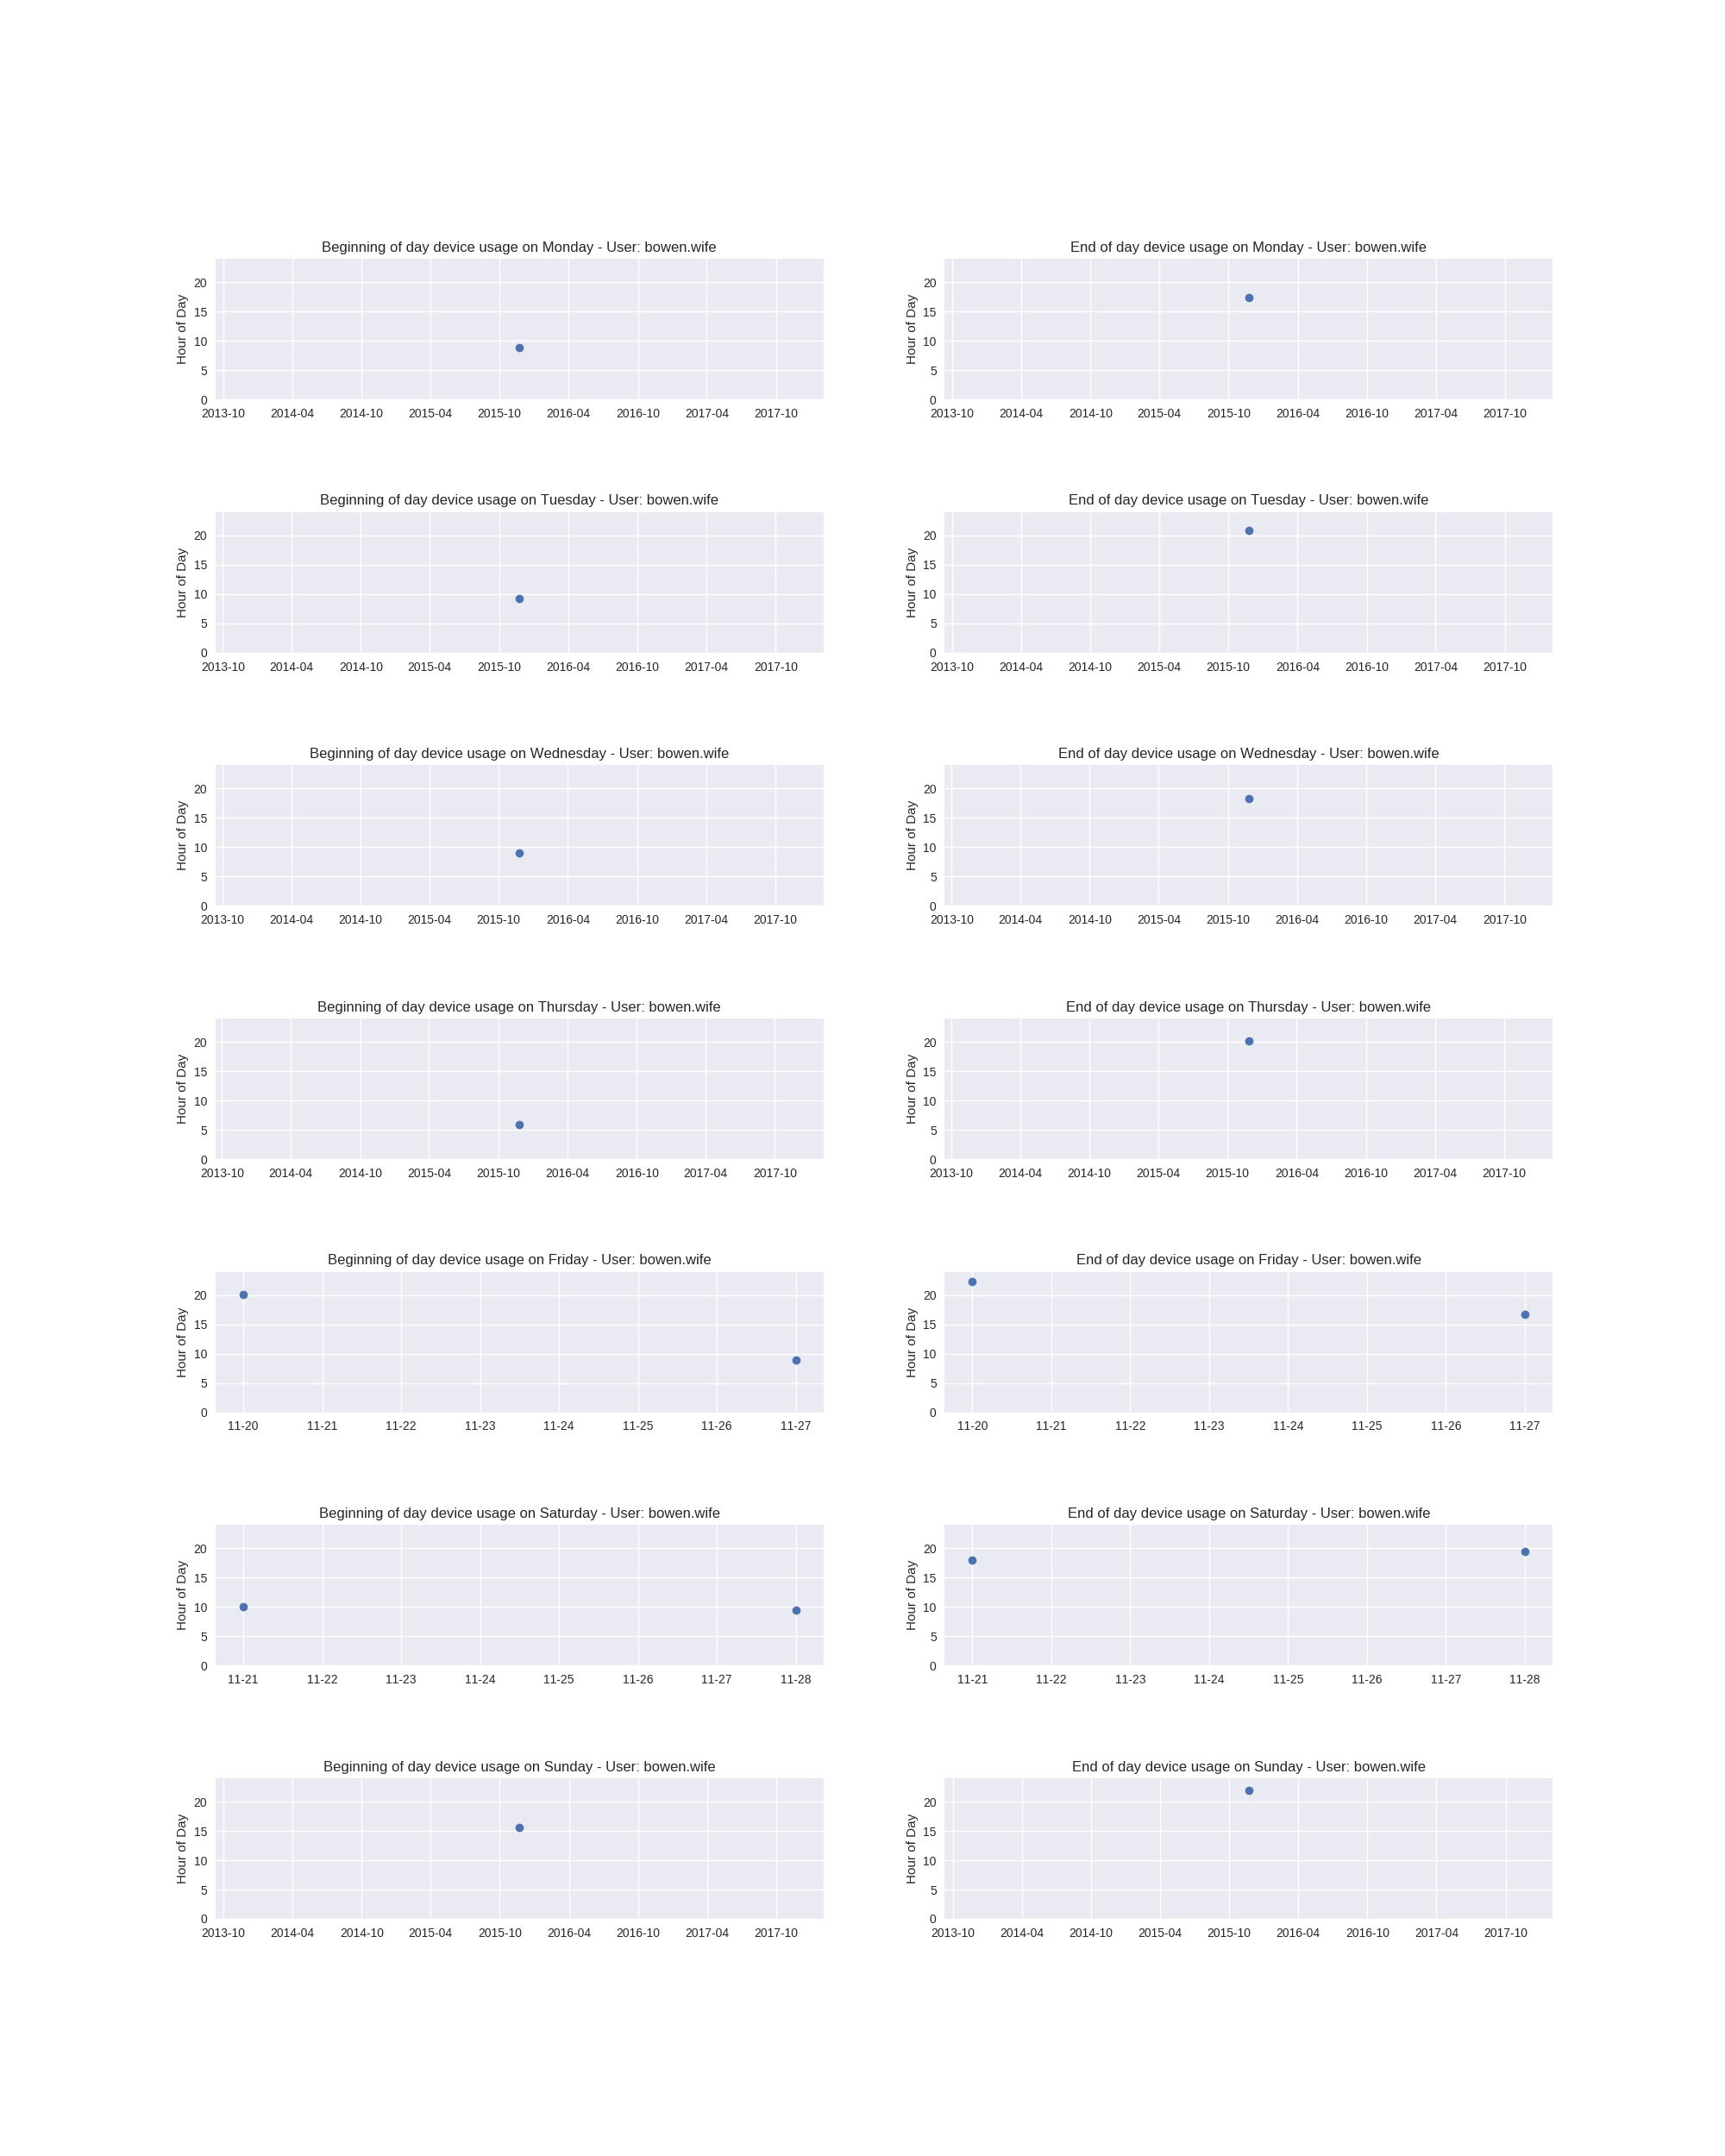 Beginning of day device usage on Monday - User: bowen.wife
Hour of Day
20
15
10
5
0
2013-10 2014-04 2014-10 2015-04 2015-10 2016-04 2016-10 2017-04 2017-10
End of day device usage on Monday - User: bowen.wife
Hour of Day
20
15
10
5
0
2013-10 2014-04 2014-10 2015-04 2015-10 2016-04 2016-10 2017-04 2017-10
Beginning of day device usage on Tuesday - User: bowen.wife
Hour of Day
20
15
10
5
0
2013-10 2014-04 2014-10 2015-04 2015-10 2016-04 2016-10 2017-04 2017-10
End of day device usage on Tuesday - User: bowen.wife
Hour of Day
20
15
10
5
0
2013-10 2014-04 2014-10 2015-04 2015-10 2016-04 2016-10 2017-04 2017-10
Beginning of day device usage on Wednesday - User: bowen.wife
Hour of Day
20
15
10
5
0
2013-10 2014-04 2014-10 2015-04 2015-10 2016-04 2016-10 2017-04 2017-10
End of day device usage on Wednesday - User: bowen.wife
Hour of Day
20
15
10
5
0
2013-10 2014-04 2014-10 2015-04 2015-10 2016-04 2016-10 2017-04 2017-10
Beginning of day device usage on Thursday - User: bowen.wife
Hour of Day
20
15
10
5
0
2013-10 2014-04 2014-10 2015-04 2015-10 2016-04 2016-10 2017-04 2017-10
End of day device usage on Thursday - User: bowen.wife
Hour of Day
20
15
10
5
0
2013-10 2014-04 2014-10 2015-04 2015-10 2016-04 2016-10 2017-04 2017-10
Beginning of day device usage on Friday - User: bowen.wife
Hour of Day
20
15
10
5
0
11-20 11-21 11-22 11-23 11-24 11-25 11-26 11-27
End of day device usage on Friday - User: bowen.wife
Hour of Day
20
15
10
5
0
11-20 11-21 11-22 11-23 11-24 11-25 11-26 11-27
Beginning of day device usage on Saturday - User: bowen.wife
Hour of Day
20
15
10
5
0
11-21 11-22 11-23 11-24 11-25 11-26 11-27 11-28
End of day device usage on Saturday - User: bowen.wife
Hour of Day
20
15
10
5
0
11-21 11-22 11-23 11-24 11-25 11-26 11-27 11-28
Beginning of day device usage on Sunday - User: bowen.wife
Hour of Day
20
15
10
5
0
2013-10 2014-04 2014-10 2015-04 2015-10 2016-04 2016-10 2017-04 2017-10
End of day device usage on Sunday - User: bowen.wife
Hour of Day
20
15
10
5
0
2013-10 2014-04 2014-10 2015-04 2015-10 2016-04 2016-10 2017-04 2017-10